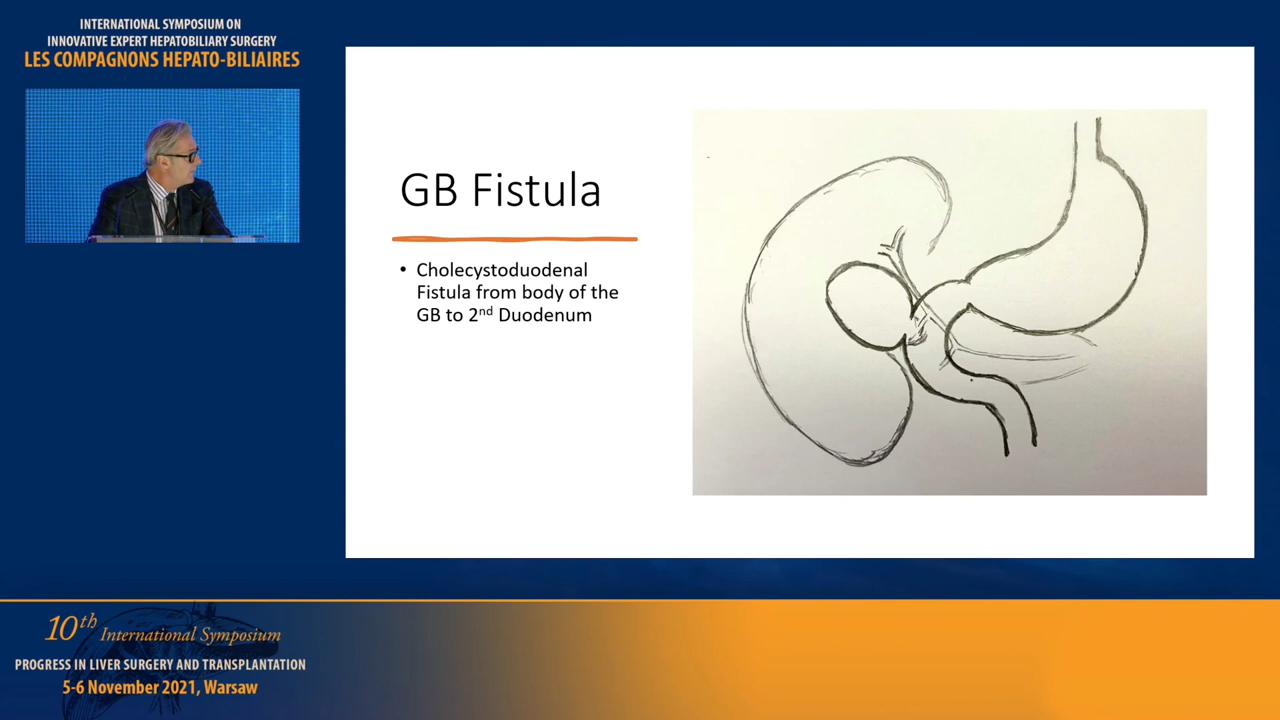 INTERNATIONAL SYMPOSIUM ON
INNOVATIVE EXPERT HEPATOBILIARY SURGERY
LES COMPAGNONS HEPATO-BILIAIRES
GB Fistula
• Cholecystoduodenal
Fistula from body of the
GB to 2nd Duodenum
10th International Symposium
PROGRESS IN LIVER SURGERY AND TRANSPLANTATION
5-6 November 2021, Warsaw